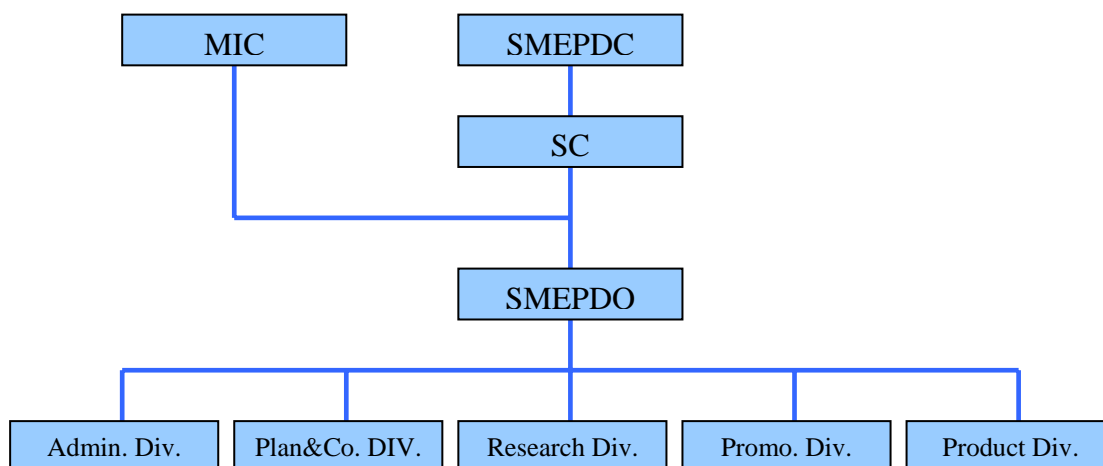 MIC
SMEPDC
SC
SMEPDO
Admin. Div.
Plan&Co. DIV.
Research Div.
Promo. Div.
Product Div.